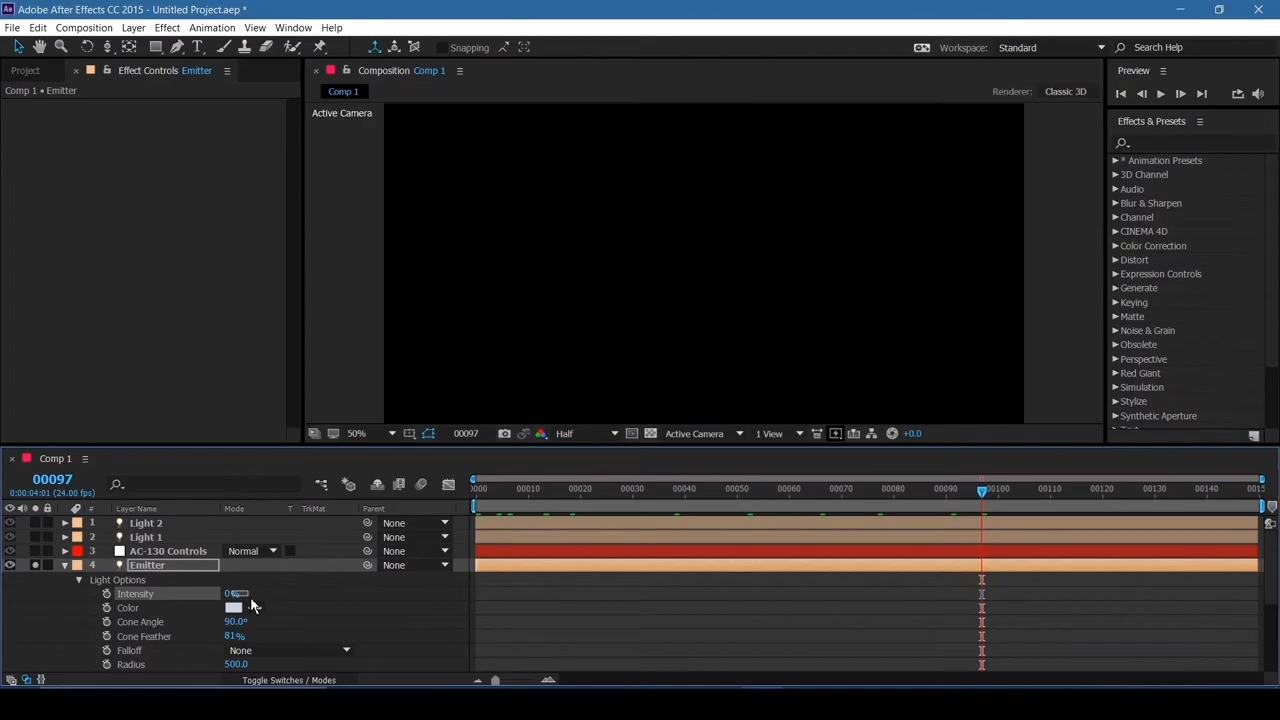 Adobe After Effects CC 2015 - Untitled Project.aep *
File Edit Composition Layer Effect Animation View Window Help
Snapping Workspace: Standard Search Help
Project Effect Controls Emitter Composition Comp 1 Preview
Comp 1 • Emitter Comp 1 Renderer: Classic 3D
Active Camera
Effects & Presets
* Animation Presets
3D Channel
Audio
Blur & Sharpen
Channel
CINEMA 4D
Color Correction
Distort
Expression Controls
Generate
Keying
Matte
Noise & Grain
Obsolete
Perspective
Red Giant
Simulation
Stylize
Synthetic Aperture
50% 00097 Half Active Camera 1 View +0.0
Comp 1
00097
0:00:04:01 (24.00 fps)
00010 00020 00030 00040 00050 00060 00070 00080 00090 00100 00110 00120 00130 00140
# Layer Name Mode T TrkMat Parent
1 Light 2 None
2 Light 1 None
3 AC-130 Controls Normal None
4 Emitter None
Light Options
Intensity 0%
Color
Cone Angle 90.0°
Cone Feather 81%
Falloff None
Radius 500.0
Toggle Switches / Modes